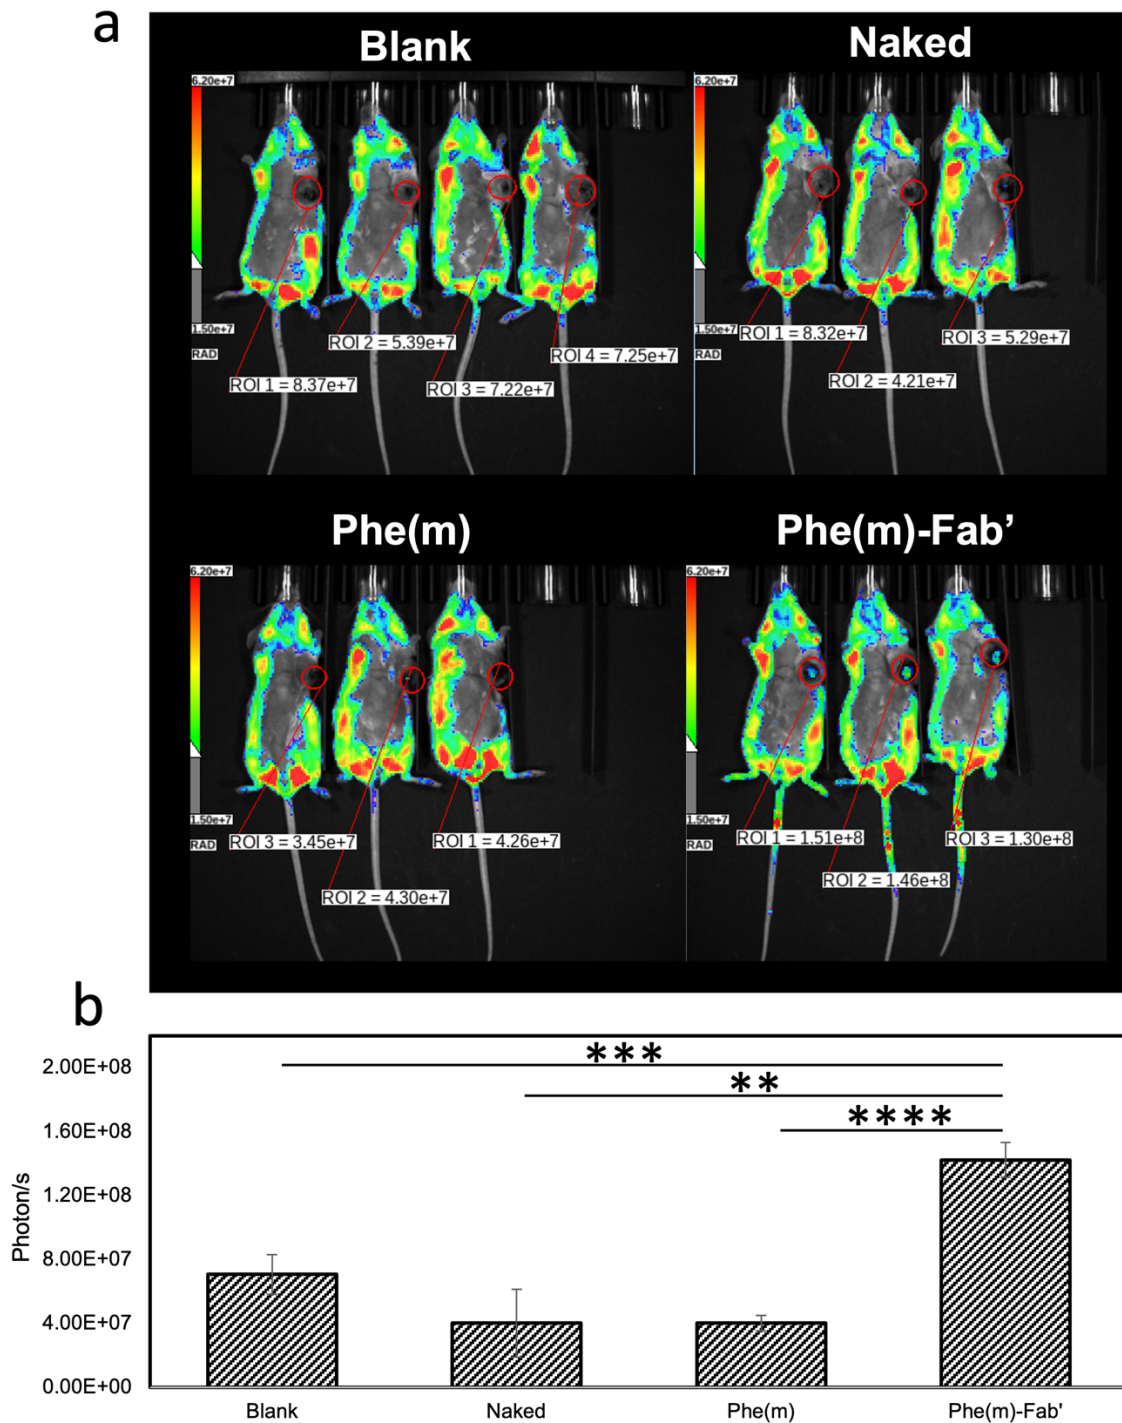 a
Blank
Naked
6.20e+7
6.20e+7
1.50e+7
RAD
ROI 1 = 8.37e+7
ROI 2 = 5.39e+7
ROI 3 = 7.22e+7
ROI 4 = 7.25e+7
1.50e+7
RAD
ROI 1 = 8.32e+7
ROI 2 = 4.21e+7
ROI 3 = 5.29e+7
Phe(m)
Phe(m)-Fab’
6.20e+7
6.20e+7
1.50e+7
RAD
ROI 3 = 3.45e+7
ROI 2 = 4.30e+7
ROI 1 = 4.26e+7
1.50e+7
RAD
ROI 1 = 1.51e+8
ROI 2 = 1.46e+8
ROI 3 = 1.30e+8
b
Photon/s
2.00E+08
1.60E+08
1.20E+08
8.00E+07
4.00E+07
0.00E+00
***
**
****
Blank
Naked
Phe(m)
Phe(m)-Fab'